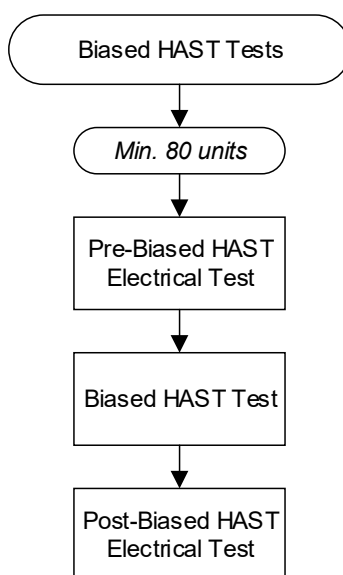 Biased HAST Tests
Min. 80 units
Pre-Biased HAST
Electrical Test
Biased HAST Test
Post-Biased HAST
Electrical Test